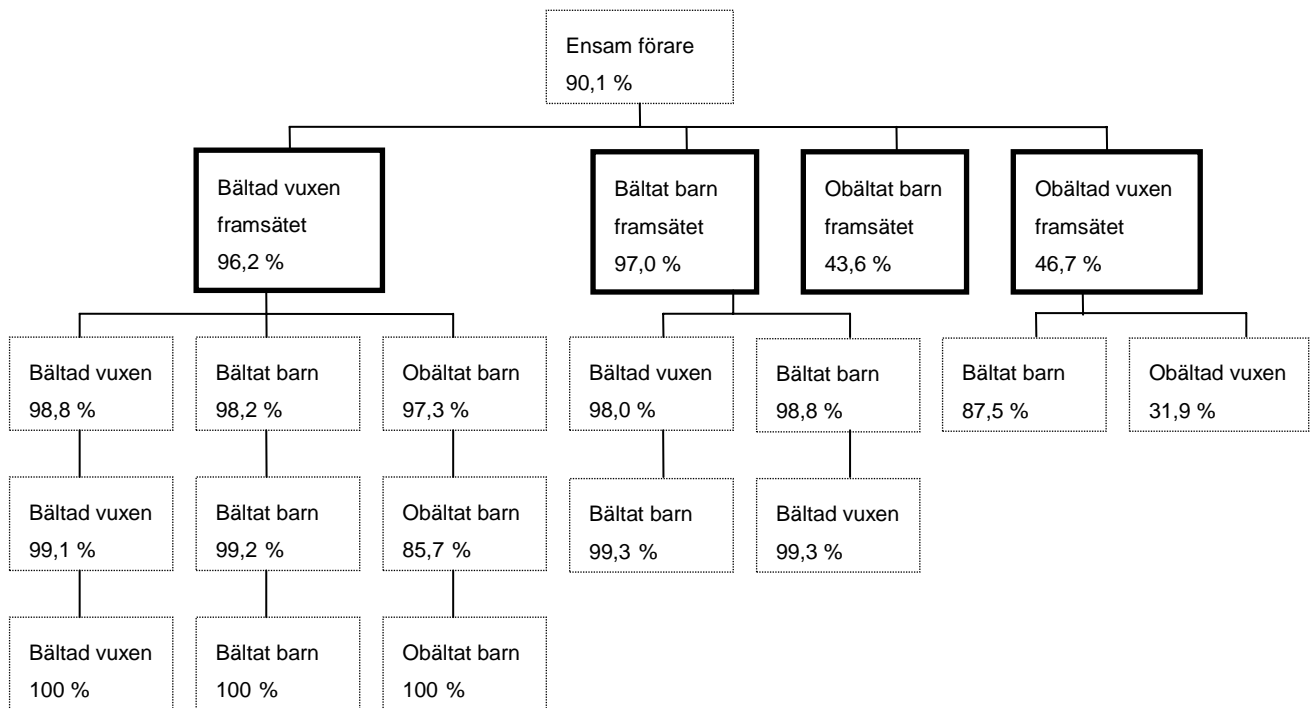 Ensam förare
90,1 %
Bältad vuxen
framsätet
96,2 %
Bältat barn
framsätet
97,0 %
Obältat barn
framsätet
43,6 %
Obältad vuxen
framsätet
46,7 %
Bältad vuxen
98,8 %
Bältat barn
98,2 %
Obältat barn
97,3 %
Bältad vuxen
98,0 %
Bältat barn
98,8 %
Bältat barn
87,5 %
Obältad vuxen
31,9 %
Bältad vuxen
99,1 %
Bältat barn
99,2 %
Obältat barn
85,7 %
Bältat barn
99,3 %
Bältad vuxen
99,3 %
Bältad vuxen
100 %
Bältat barn
100 %
Obältat barn
100 %